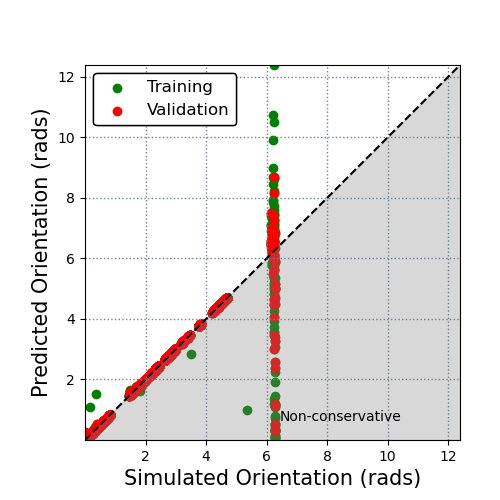 12
10
8
6
4
2
Training
Validation
Non-conservative
2
4
6
8
10
12
Simulated Orientation (rads)
Predicted Orientation (rads)